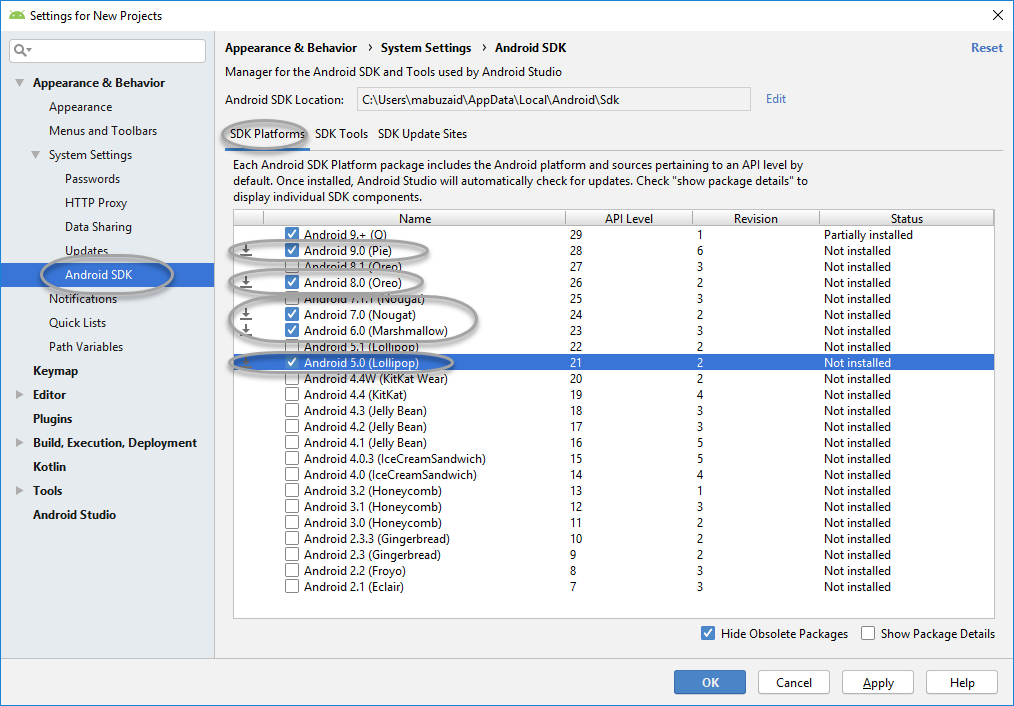 Settings for New Projects
Appearance & Behavior
Appearance
Menus and Toolbars
System Settings
Passwords
HTTP Proxy
Data Sharing
Updates
Android SDK
Notifications
Quick Lists
Path Variables
Keymap
Editor
Plugins
Build, Execution, Deployment
Kotlin
Tools
Android Studio
Appearance & Behavior › System Settings › Android SDK Reset
Manager for the Android SDK and Tools used by Android Studio
Android SDK Location: C:\Users\mabuzaid\AppData\Local\Android\Sdk Edit
SDK Platforms SDK Tools SDK Update Sites
Each Android SDK Platform package includes the Android platform and sources pertaining to an API level by
default. Once installed, Android Studio will automatically check for updates. Check "show package details" to
display individual SDK components.
Name API Level Revision Status
Android 9.+ (Q) 29 1 Partially installed
Android 9.0 (Pie) 28 6 Not installed
Android 8.1 (Oreo) 27 3 Not installed
Android 8.0 (Oreo) 26 2 Not installed
Android 7.1.1 (Nougat) 25 3 Not installed
Android 7.0 (Nougat) 24 2 Not installed
Android 6.0 (Marshmallow) 23 3 Not installed
Android 5.1 (Lollipop) 22 2 Not installed
Android 5.0 (Lollipop) 21 2 Not installed
Android 4.4W (KitKat Wear) 20 2 Not installed
Android 4.4 (KitKat) 19 4 Not installed
Android 4.3 (Jelly Bean) 18 3 Not installed
Android 4.2 (Jelly Bean) 17 3 Not installed
Android 4.1 (Jelly Bean) 16 5 Not installed
Android 4.0.3 (IceCreamSandwich) 15 5 Not installed
Android 4.0 (IceCreamSandwich) 14 4 Not installed
Android 3.2 (Honeycomb) 13 1 Not installed
Android 3.1 (Honeycomb) 12 3 Not installed
Android 3.0 (Honeycomb) 11 2 Not installed
Android 2.3.3 (Gingerbread) 10 2 Not installed
Android 2.3 (Gingerbread) 9 2 Not installed
Android 2.2 (Froyo) 8 3 Not installed
Android 2.1 (Eclair) 7 3 Not installed
Hide Obsolete Packages Show Package Details
OK Cancel Apply Help